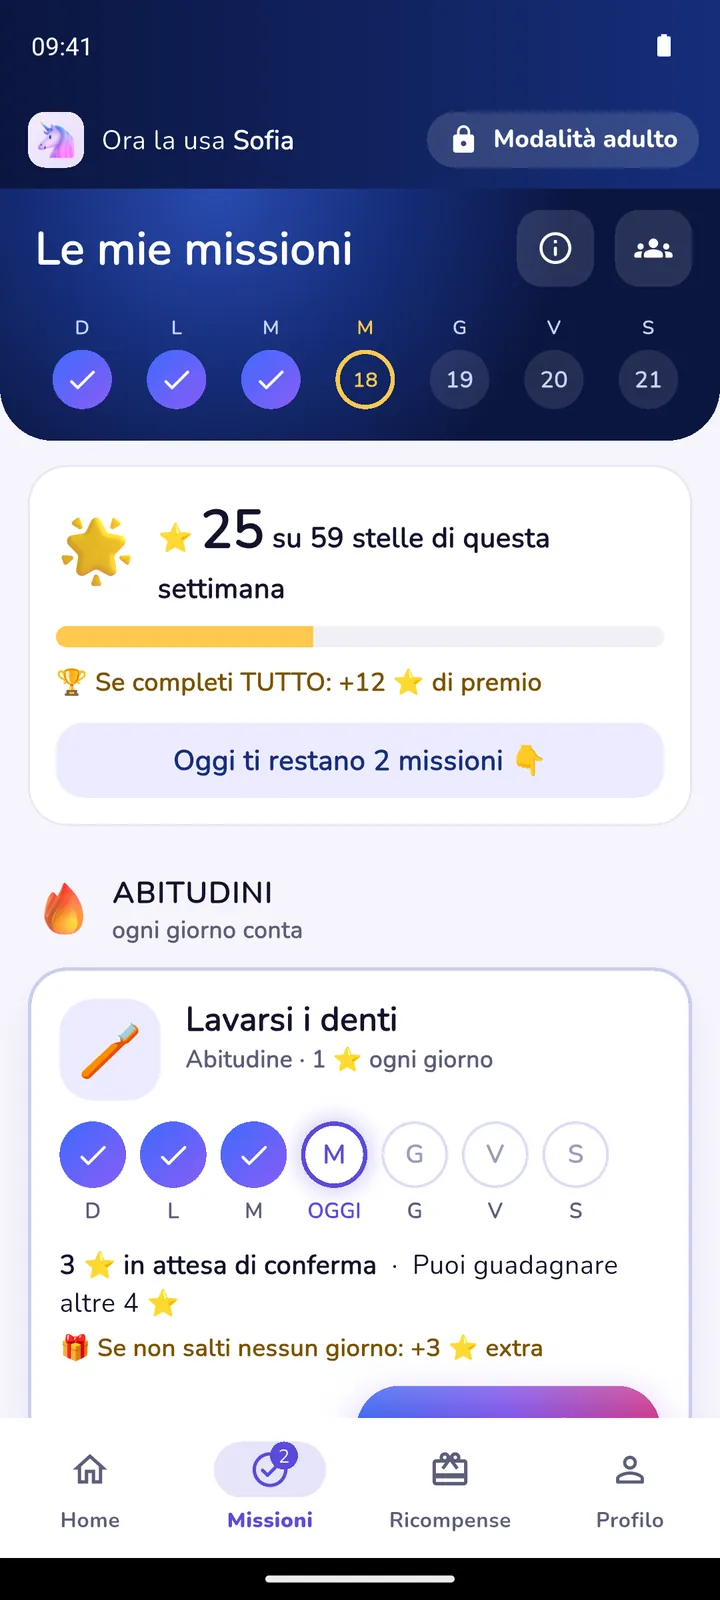 09:41
Ora la usa Sofia
Modalità adulto
Le mie missioni
D L M M G V S
18 19 20 21
⭐ 25 su 59 stelle di questa
settimana
🏆 Se completi TUTTO: +12 ⭐ di premio
Oggi ti restano 2 missioni 👇
ABITUDINI
ogni giorno conta
Lavarsi i denti
Abitudine · 1 ⭐ ogni giorno
M G V S
D L M OGGI G V S
3 ⭐ in attesa di conferma · Puoi guadagnare
altre 4 ⭐
🎁 Se non salti nessun giorno: +3 ⭐ extra
2
Home Missioni Ricompense Profilo